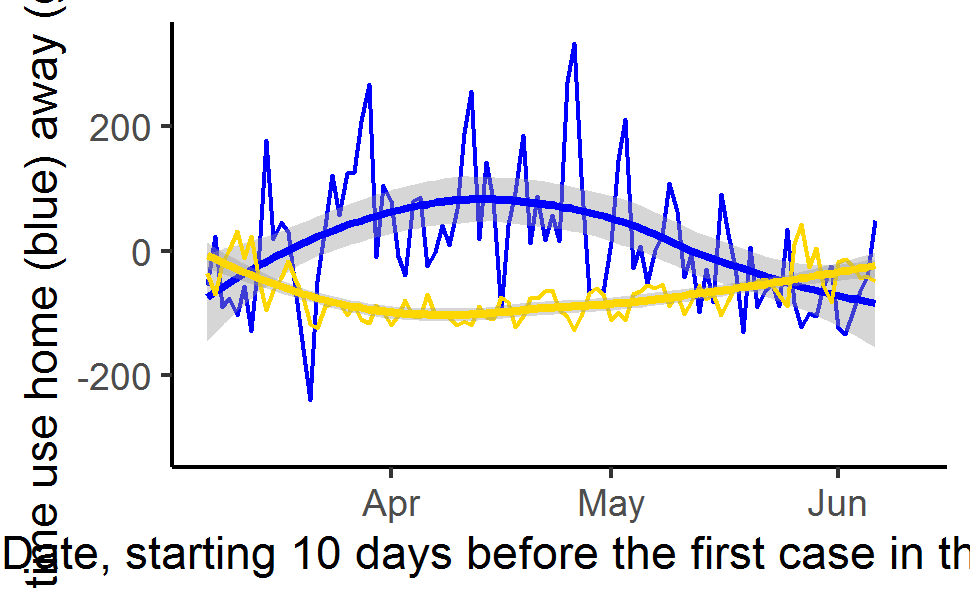 time use home (blue) away (
200
0
-200
Apr May Jun
Date, starting 10 days before the first case in th